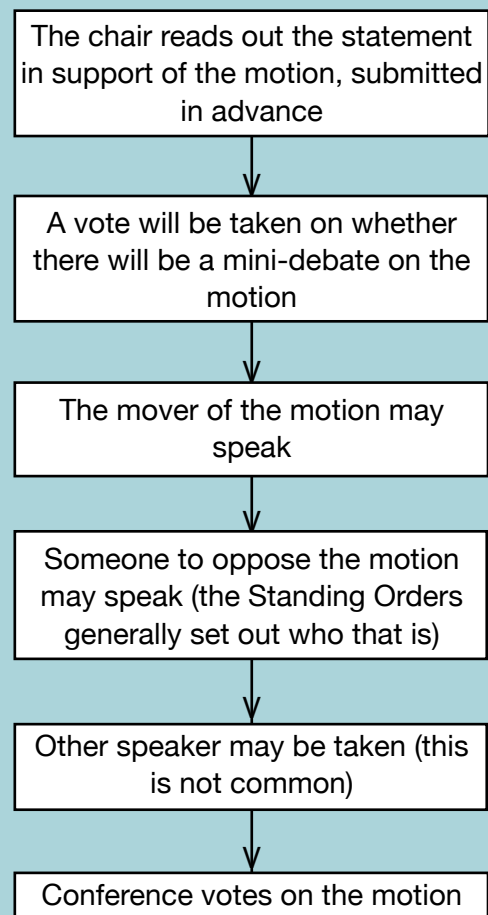 The chair reads out the statement
in support of the motion, submitted
in advance
A vote will be taken on whether
there will be a mini-debate on the
motion
The mover of the motion may
speak
Someone to oppose the motion
may speak (the Standing Orders
generally set out who that is)
Other speaker may be taken (this
is not common)
Conference votes on the motion